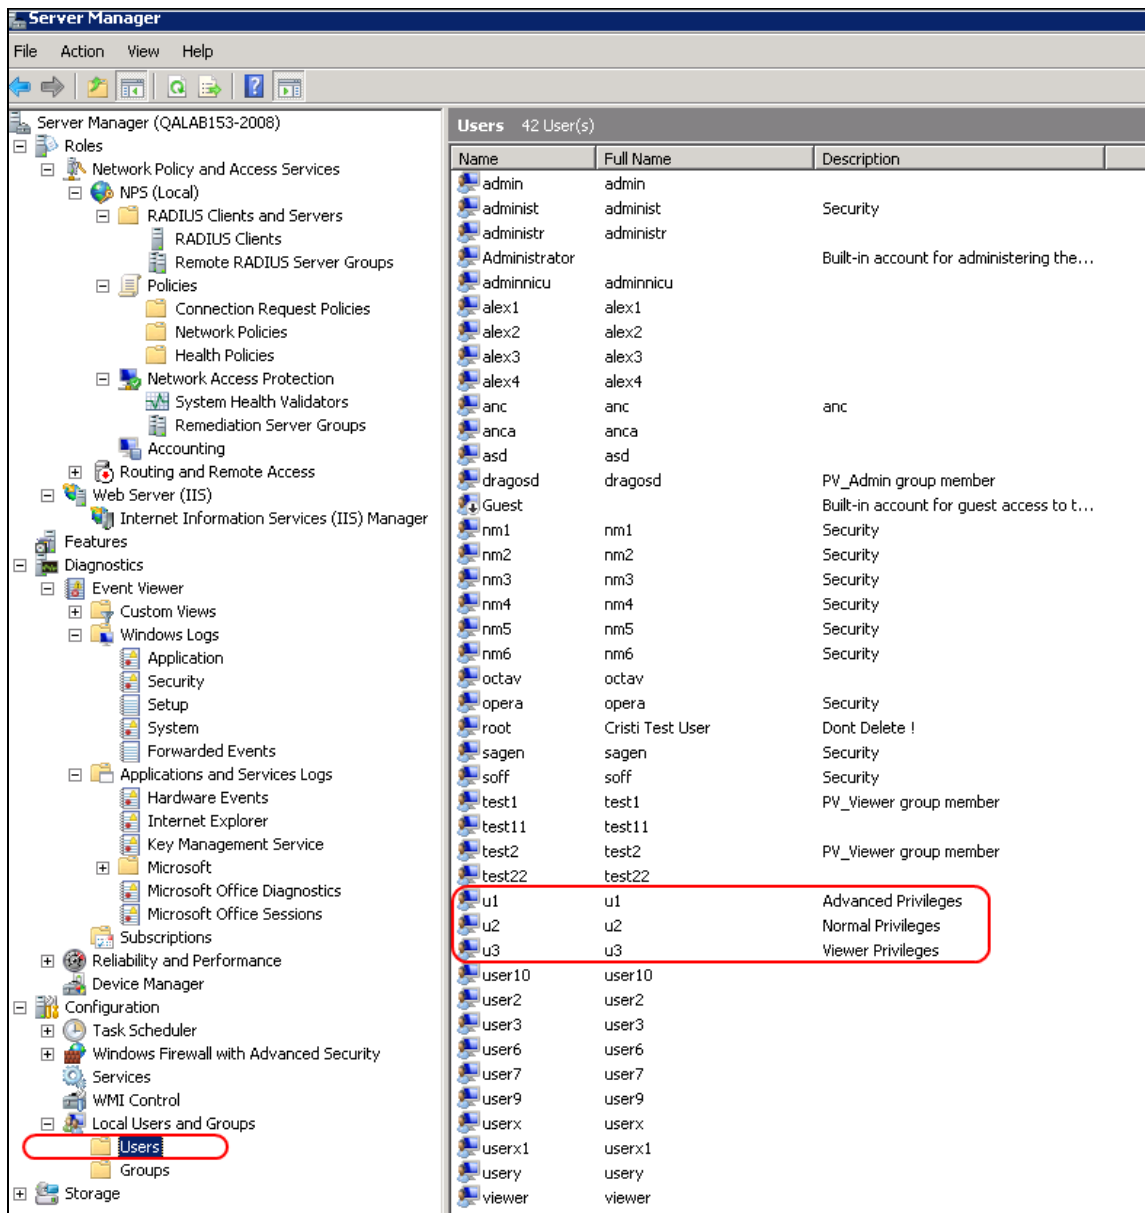 Server Manager
File Action View Help
Server Manager (QALAB153-2008)
Roles
Network Policy and Access Services
NPS (Local)
RADIUS Clients and Servers
RADIUS Clients
Remote RADIUS Server Groups
Policies
Connection Request Policies
Network Policies
Health Policies
Network Access Protection
System Health Validators
Remediation Server Groups
Accounting
Routing and Remote Access
Web Server (IIS)
Internet Information Services (IIS) Manager
Features
Diagnostics
Event Viewer
Custom Views
Windows Logs
Application
Security
Setup
System
Forwarded Events
Applications and Services Logs
Hardware Events
Internet Explorer
Key Management Service
Microsoft
Microsoft Office Diagnostics
Microsoft Office Sessions
Subscriptions
Reliability and Performance
Device Manager
Configuration
Task Scheduler
Windows Firewall with Advanced Security
Services
WMI Control
Local Users and Groups
Users
Groups
Storage
Users 42 User(s)
Name Full Name Description
admin admin
administ administ Security
administr administr
Administrator Built-in account for administering the...
adminnicu adminnicu
alex1 alex1
alex2 alex2
alex3 alex3
alex4 alex4
anc anc anc
anca anca
asd asd
dragosd dragosd PV_Admin group member
Guest Built-in account for guest access to t...
nm1 nm1 Security
nm2 nm2 Security
nm3 nm3 Security
nm4 nm4 Security
nm5 nm5 Security
nm6 nm6 Security
octav octav
opera opera Security
root Cristi Test User Dont Delete !
sagen sagen Security
soff soff Security
test1 test1 PV_Viewer group member
test11 test11
test2 test2 PV_Viewer group member
test22 test22
u1 u1 Advanced Privileges
u2 u2 Normal Privileges
u3 u3 Viewer Privileges
user10 user10
user2 user2
user3 user3
user6 user6
user7 user7
user9 user9
userx userx
userx1 userx1
usery usery
viewer viewer